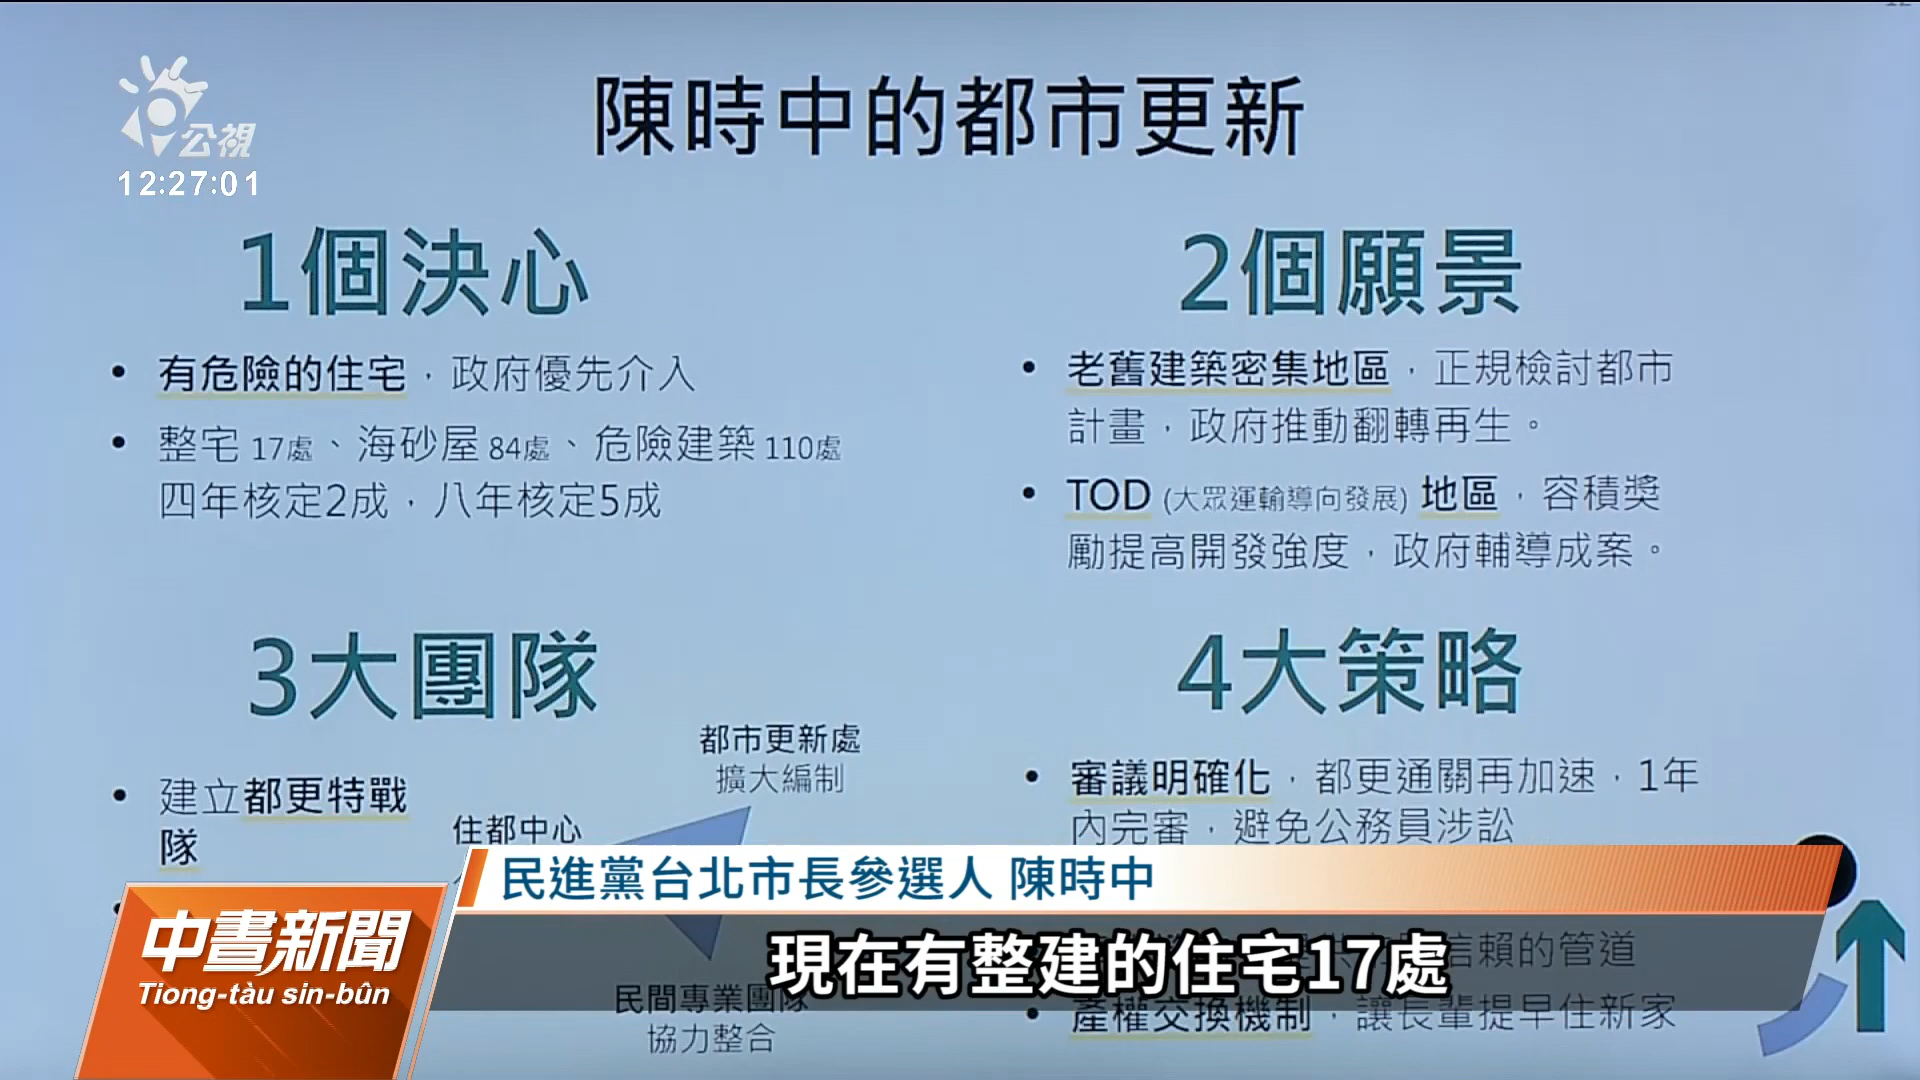 公視
12:27:01
陳時中的都市更新
1個決心
• 有危險的住宅，政府優先介入
• 整宅 17處、海砂屋 84處、危險建築 110處
四年核定2成，八年核定5成
2個願景
• 老舊建築密集地區，正規檢討都市
計畫，政府推動翻轉再生。
• TOD (大眾運輸導向發展) 地區，容積獎
勵提高開發強度，政府輔導成案。
3大團隊
• 建立都更特戰
隊
都市更新處
擴大編制
住都中心
民間專業團隊
協力整合
4大策略
• 審議明確化，都更通關再加速，1年
內完審，避免公務員涉訟
信賴的管道
• 產權交換機制，讓長輩提早住新家
民進黨台北市長參選人 陳時中
現在有整建的住宅17處
中晝新聞
Tiong-tàu sin-bûn